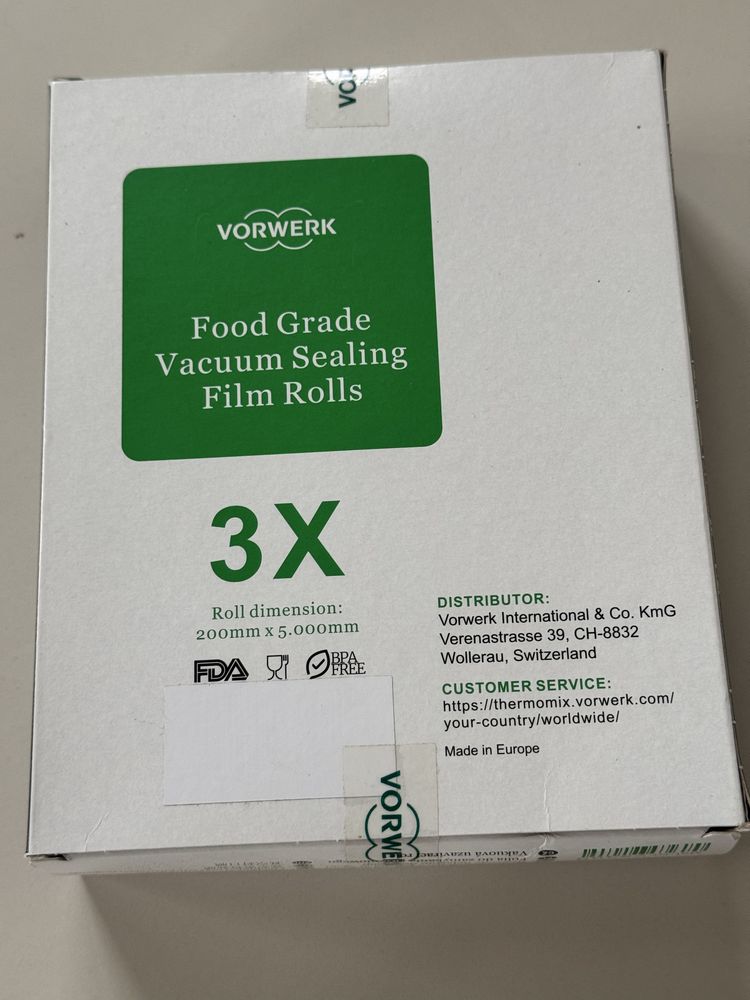 VO
VORWERK
Food Grade
Vacuum Sealing
Film Rolls
3X
Roll dimension:
200mm x 5.000mm
FDA
BPA
FREE
DISTRIBUTOR:
Vorwerk International & Co. KmG
Verenastrasse 39, CH-8832
Wollerau, Switzerland
CUSTOMER SERVICE:
https://thermomix.vorwerk.com/
your-country/worldwide/
Made in Europe
VORWE